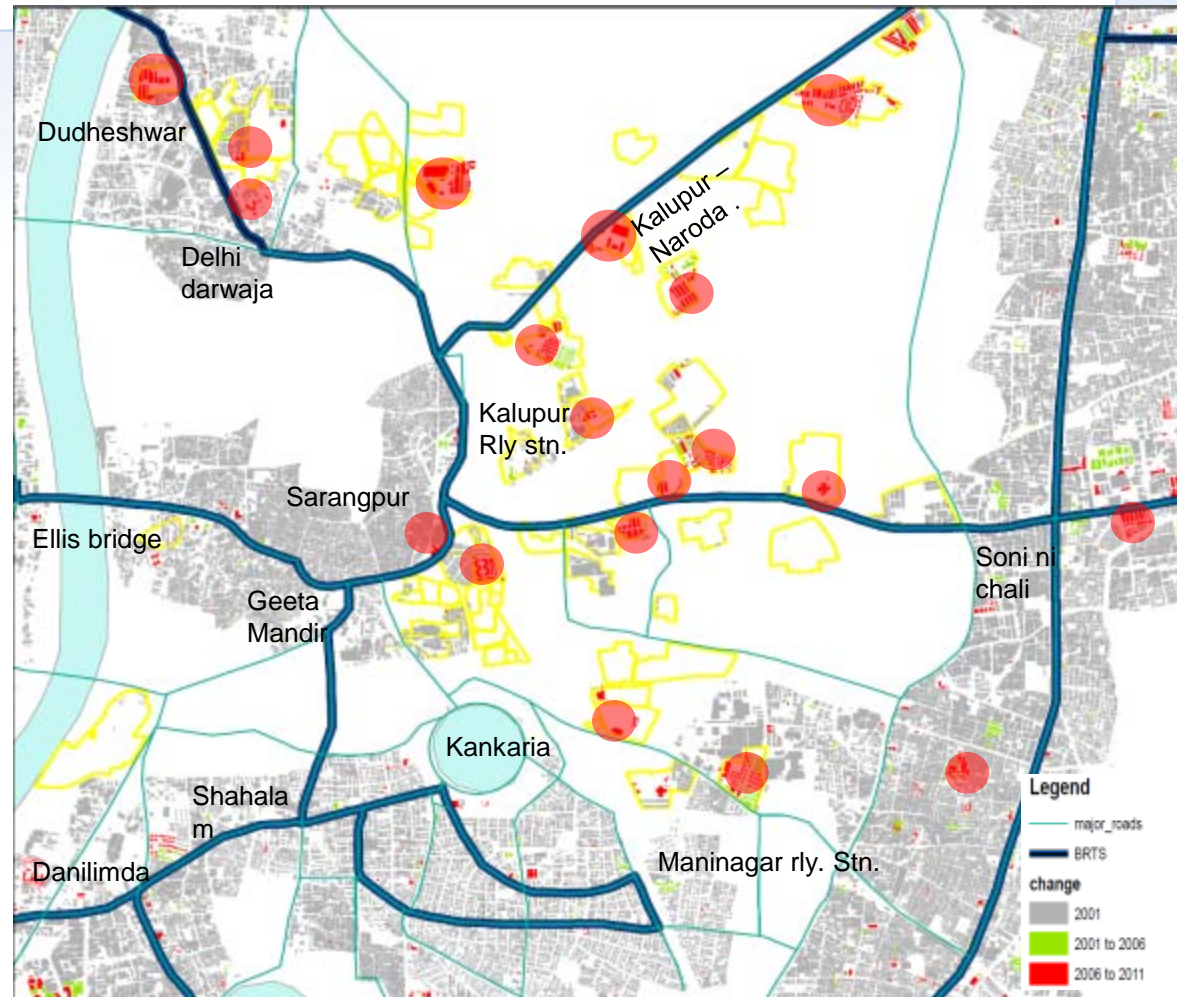 Dudheshwar
Delhi
darwaja
Kalupur –
Naroda .
Kalupur
Rly stn.
Sarangpur
Ellis bridge
Geeta
Mandir
Soni ni
chali
Kankaria
Shahala
m
Danilimda
Maninagar rly. Stn.
Legend
major_roads
BRTS
change
2001
2001 to 2006
2006 to 2011